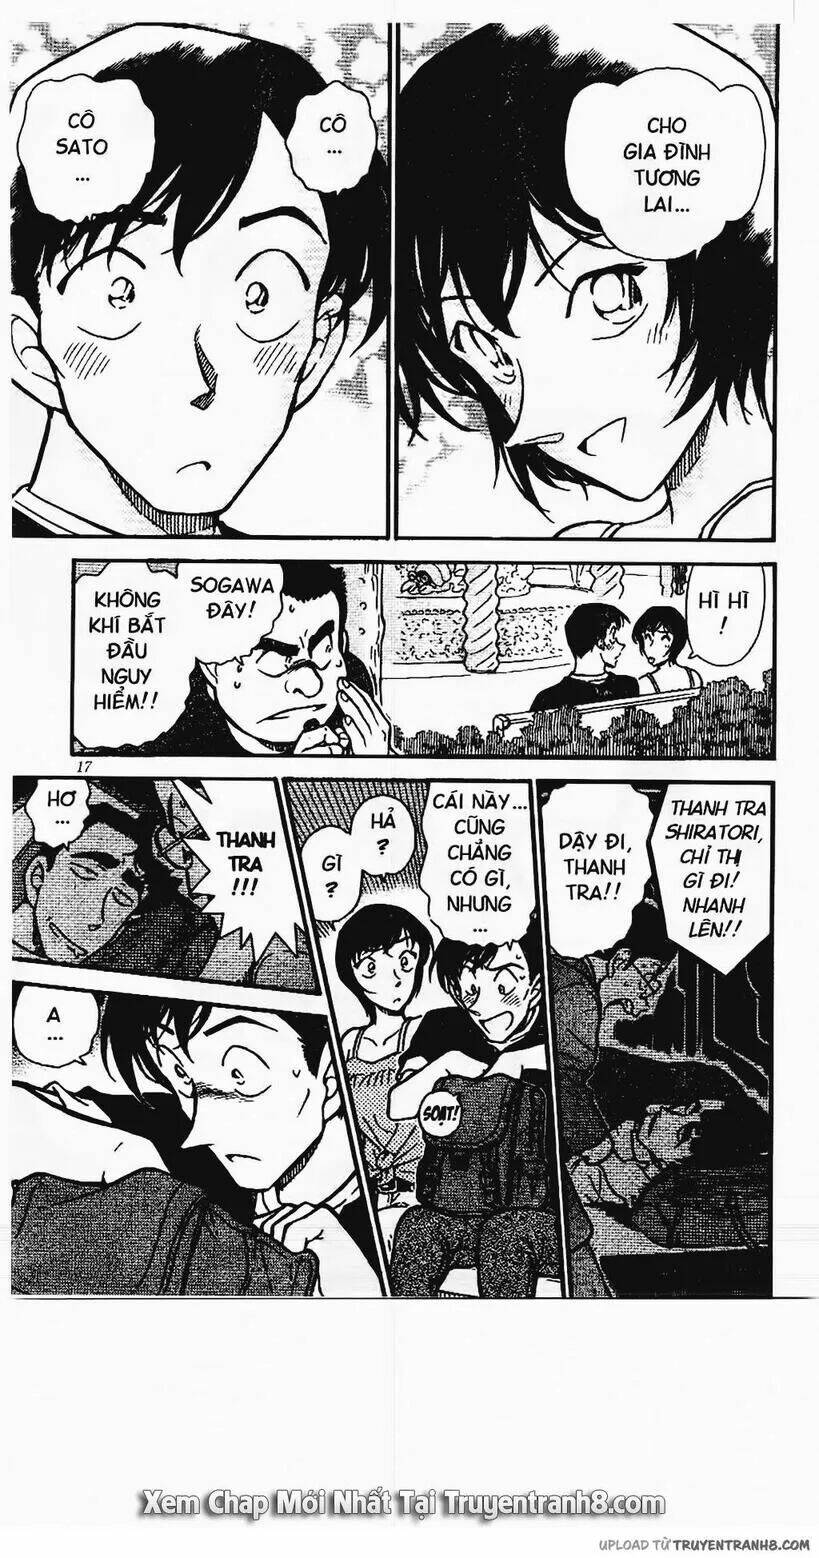 CHO
GIA ĐÌNH
TƯƠNG
LAI...
CÔ
...
CÔ
SATO
...
HÌ HÌ
!
SOGAWA
ĐÂY!
KHÔNG
KHÍ BẮT
ĐẦU
NGUY
HIỂM!!
17
THANH TRA
SHIRATORI,
CHỈ THỊ
GÌ ĐI!
NHANH
LÊN!!
DẬY ĐI,
THANH
TRA!!
CÁI NÀY...
CŨNG
CHẲNG
CÓ GÌ,
NHƯNG
...
HẢ
?
GÌ
?
SOẠT!
THANH
TRA
!!!
HƠ
...
A
...
Xem Chap Mới Nhất Tại Truyentranh8.com
UPLOAD TỪ TRUYENTRANH8.COM